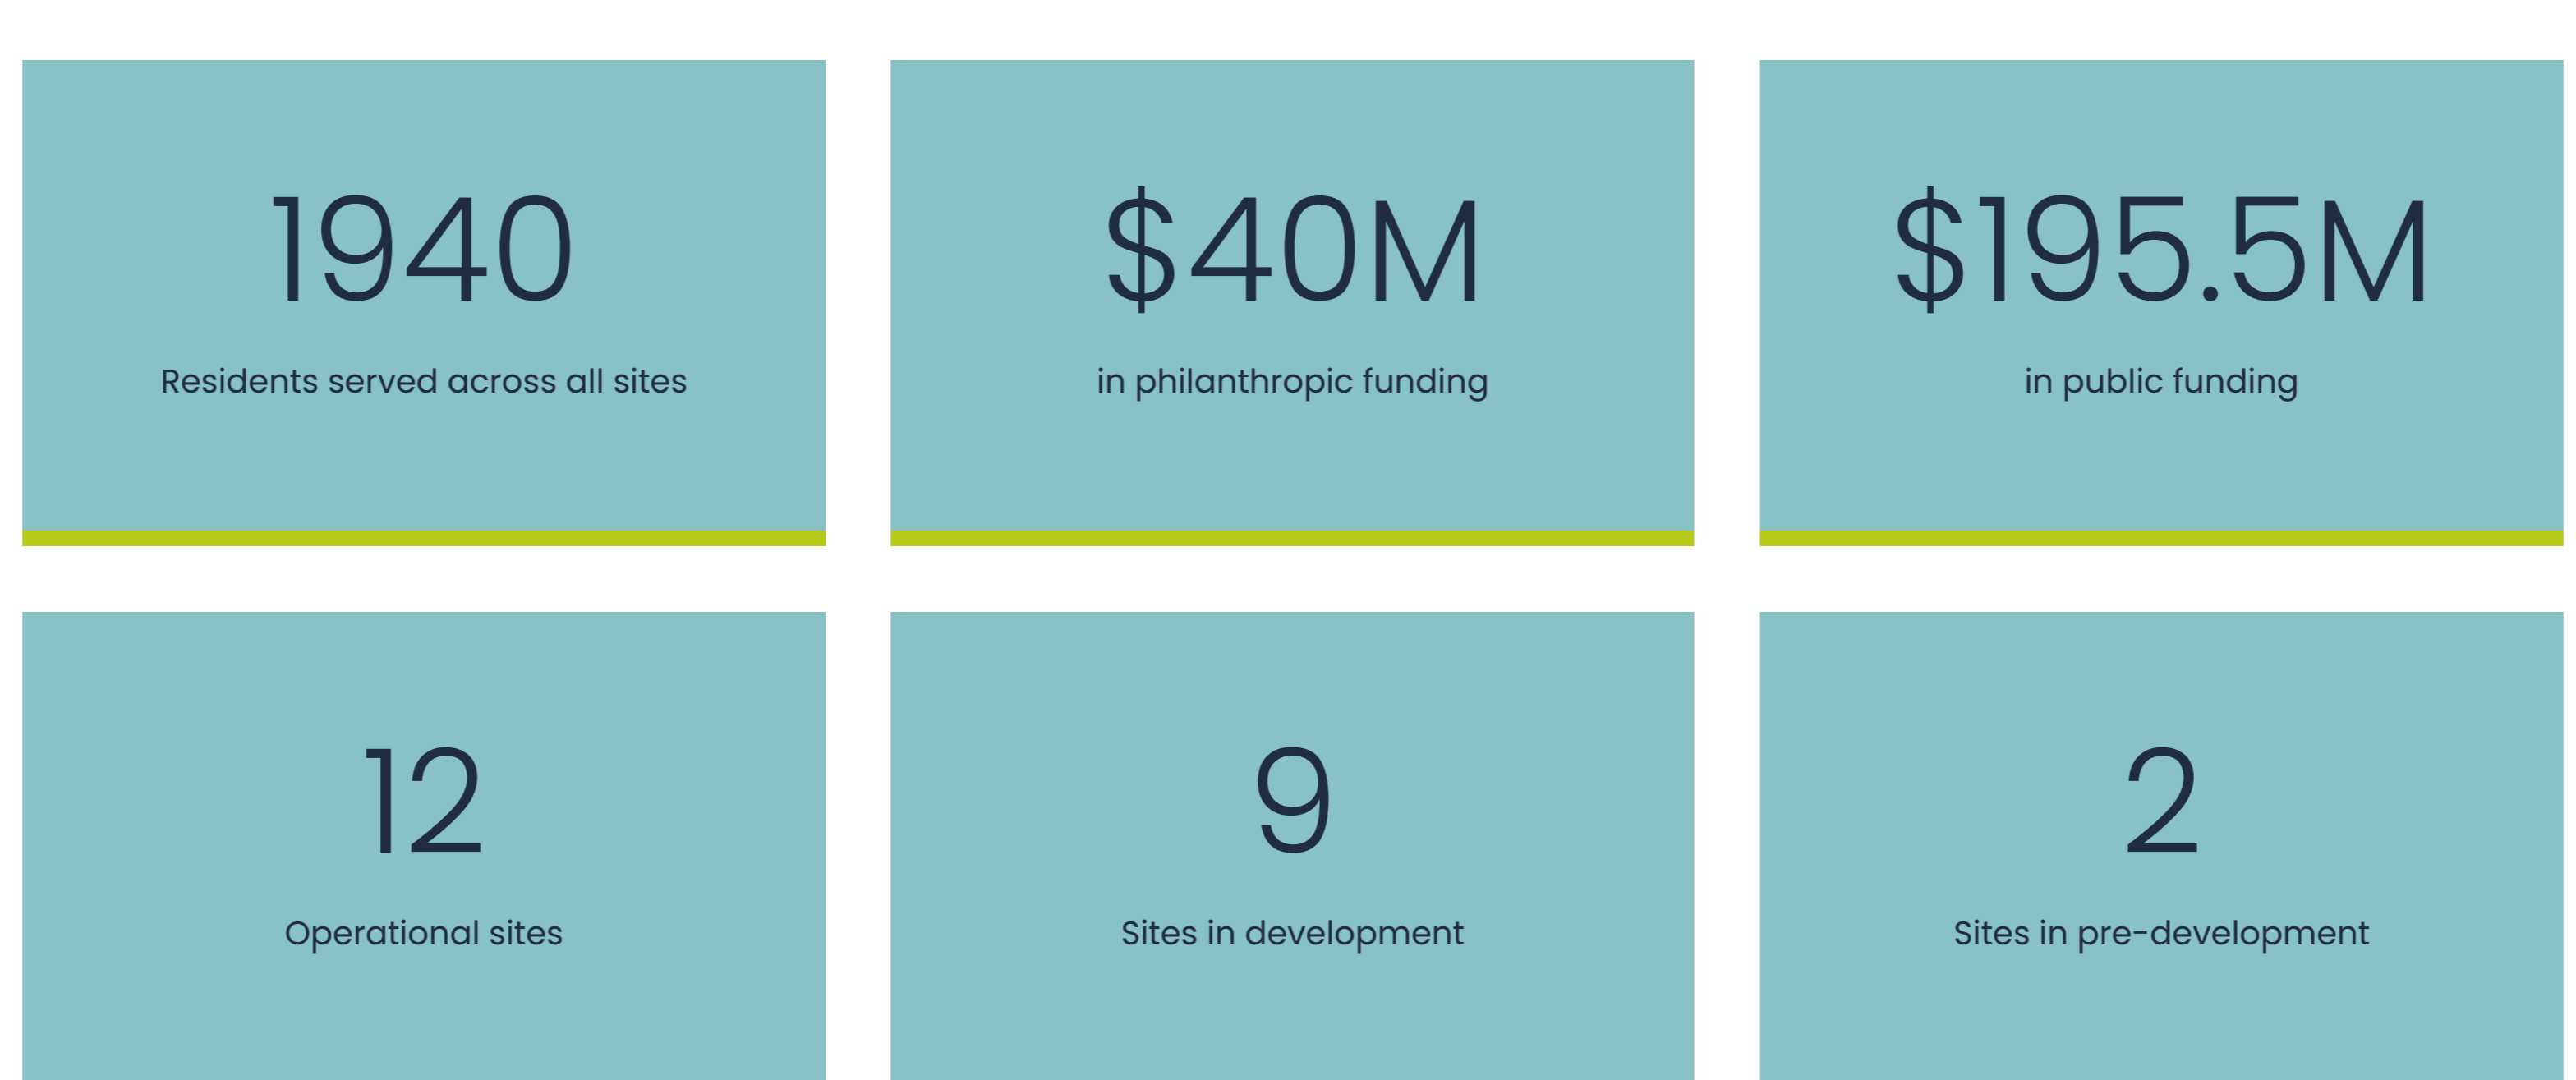 1940
$40M
$195.5M
Residents served across all sites
in philanthropic funding
in public funding
12
9
2
Operational sites
Sites in development
Sites in pre-development